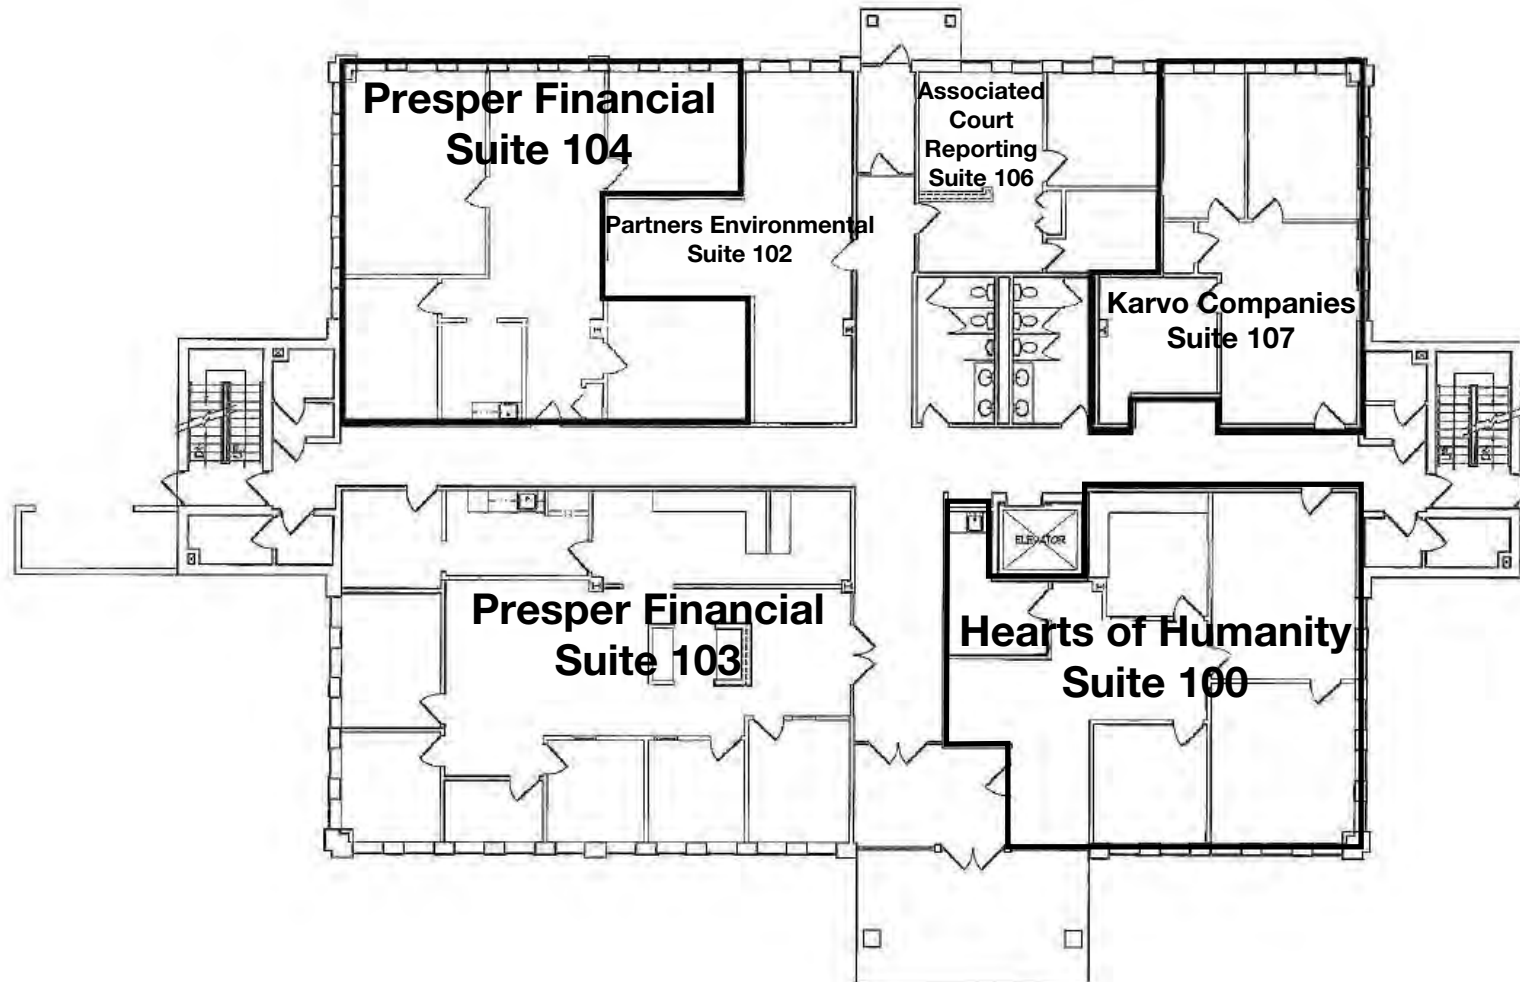 Presper Financial
Suite 104
Associated
Court
Reporting
Suite 106
Partners Environmental
Suite 102
Karvo Companies
Suite 107
DN
ELEVATOR
Presper Financial
Suite 103
Hearts of Humanity
Suite 100